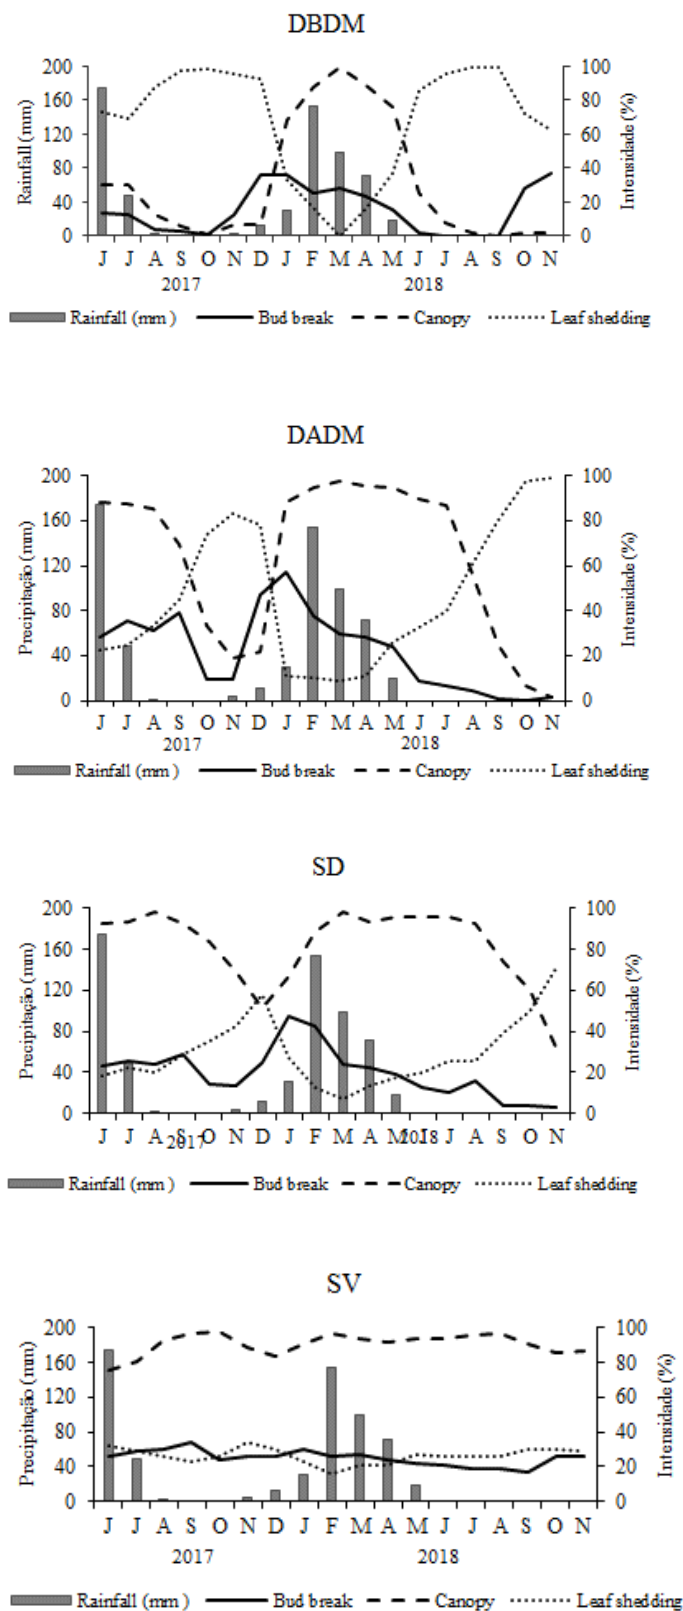 DBDM
200 160 120 80 40 0
Rainfall (mm)
100 80 60 40 20 0
Intensidade (%)
J J A S O N D J F M A M J J A S O N
2017 2018
Rainfall (mm) Bud break Canopy Leaf shedding
DADM
200 160 120 80 40 0
Precipitação (mm)
100 80 60 40 20 0
Intensidade (%)
J J A S O N D J F M A M J J A S O N
2017 2018
Rainfall (mm) Bud break Canopy Leaf shedding
SD
200 160 120 80 40 0
Precipitação (mm)
100 80 60 40 20 0
Intensidade (%)
J J A S O N D J F M A M J J A S O N
2017 2018
Rainfall (mm) Bud break Canopy Leaf shedding
SV
200 160 120 80 40 0
Precipitação (mm)
100 80 60 40 20 0
Intensidade (%)
J J A S O N D J F M A M J J A S O N
2017 2018
Rainfall (mm) Bud break Canopy Leaf shedding